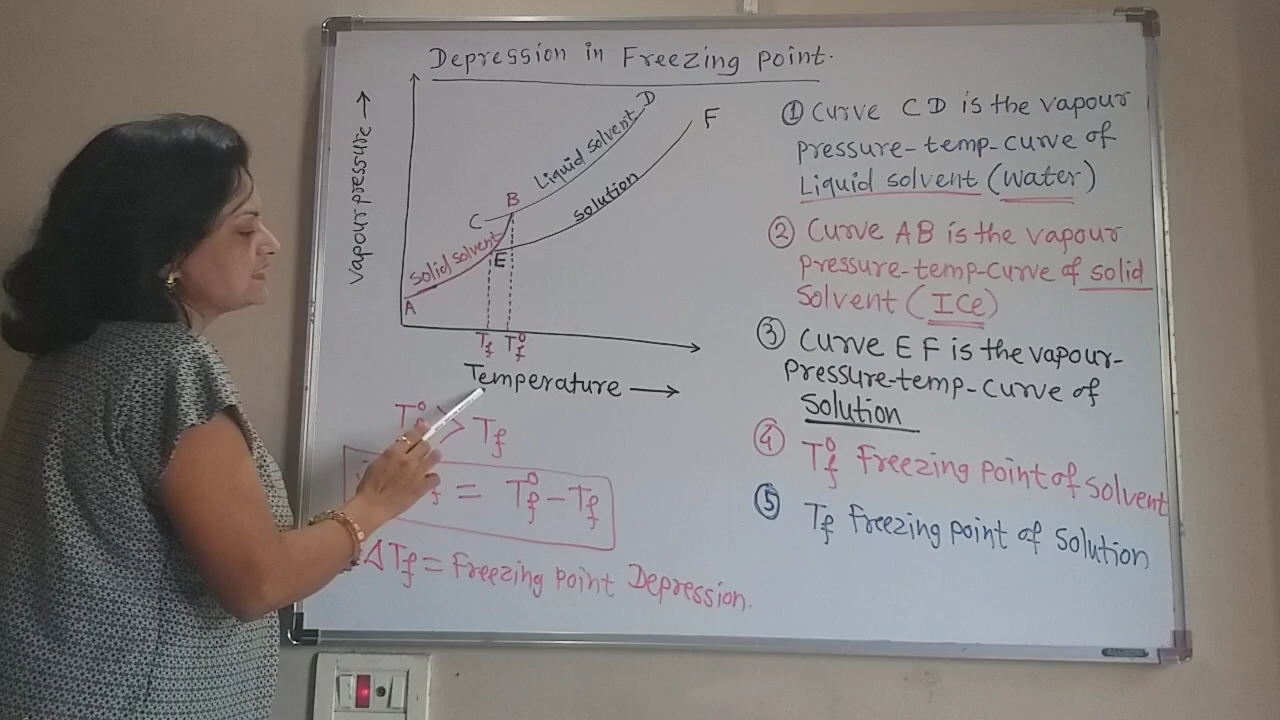 Depression in Freezing point.
Vapour pressure →
D
F
Liquid solvent
C
B
solution
solid solvent
E
A
Tf Tf°
Temperature →
Tf° > Tf
f = Tf° - Tf
ΔTf = Freezing point Depression.
① Curve CD is the vapour
pressure-temp-curve of
Liquid solvent (water)
② Curve AB is the vapour
pressure-temp-curve of solid
Solvent (ICe)
③ Curve EF is the vapour-
pressure-temp-curve of
Solution
④ Tf° Freezing point of Solvent
⑤ Tf Freezing point of Solution